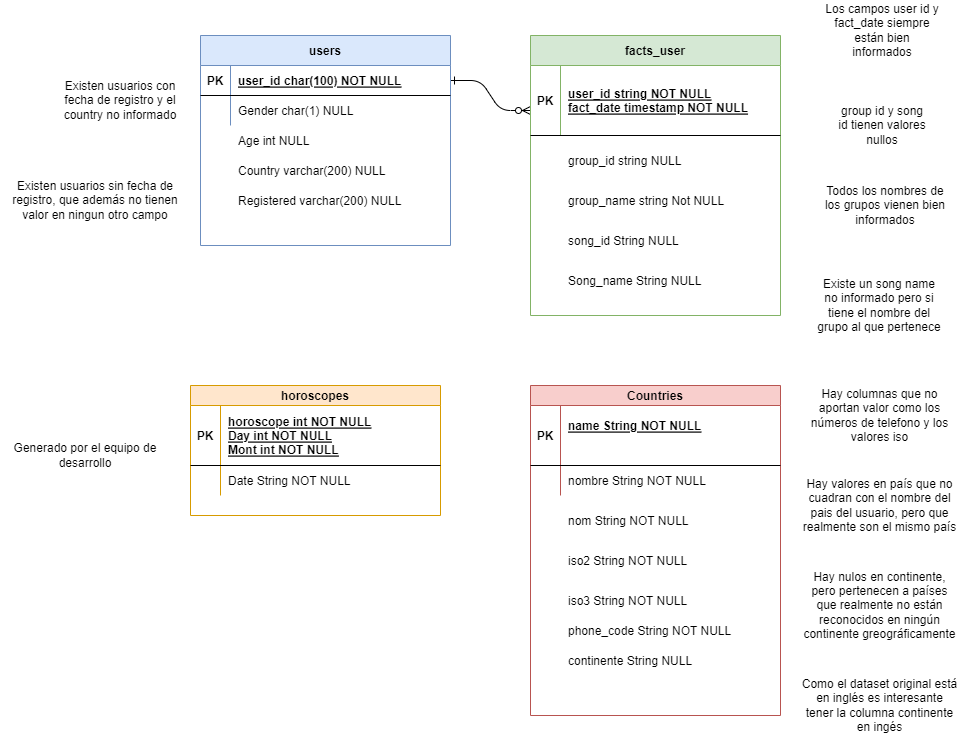 Los campos user id y
fact_date siempre
están bien
informados
users
facts_user
PK
user_id char(100) NOT NULL
Existen usuarios con
fecha de registro y el
country no informado
Gender char(1) NULL
Age int NULL
Country varchar(200) NULL
Registered varchar(200) NULL
Existen usuarios sin fecha de
registro, que además no tienen
valor en ningun otro campo
PK
user_id string NOT NULL
fact_date timestamp NOT NULL
group_id string NULL
group_name string Not NULL
song_id String NULL
Song_name String NULL
group id y song
id tienen valores
nullos
Todos los nombres de
los grupos vienen bien
informados
Existe un song name
no informado pero si
tiene el nombre del
grupo al que pertenece
horoscopes
PK
horoscope int NOT NULL
Day int NOT NULL
Mont int NOT NULL
Date String NOT NULL
Generado por el equipo de
desarrollo
Countries
PK
name String NOT NULL
nombre String NOT NULL
nom String NOT NULL
iso2 String NOT NULL
iso3 String NOT NULL
phone_code String NOT NULL
continente String NULL
Hay columnas que no
aportan valor como los
números de telefono y los
valores iso
Hay valores en país que no
cuadran con el nombre del
pais del usuario, pero que
realmente son el mismo país
Hay nulos en continente,
pero pertenecen a países
que realmente no están
reconocidos en ningún
continente greográficamente
Como el dataset original está
en inglés es interesante
tener la columna continente
en ingés